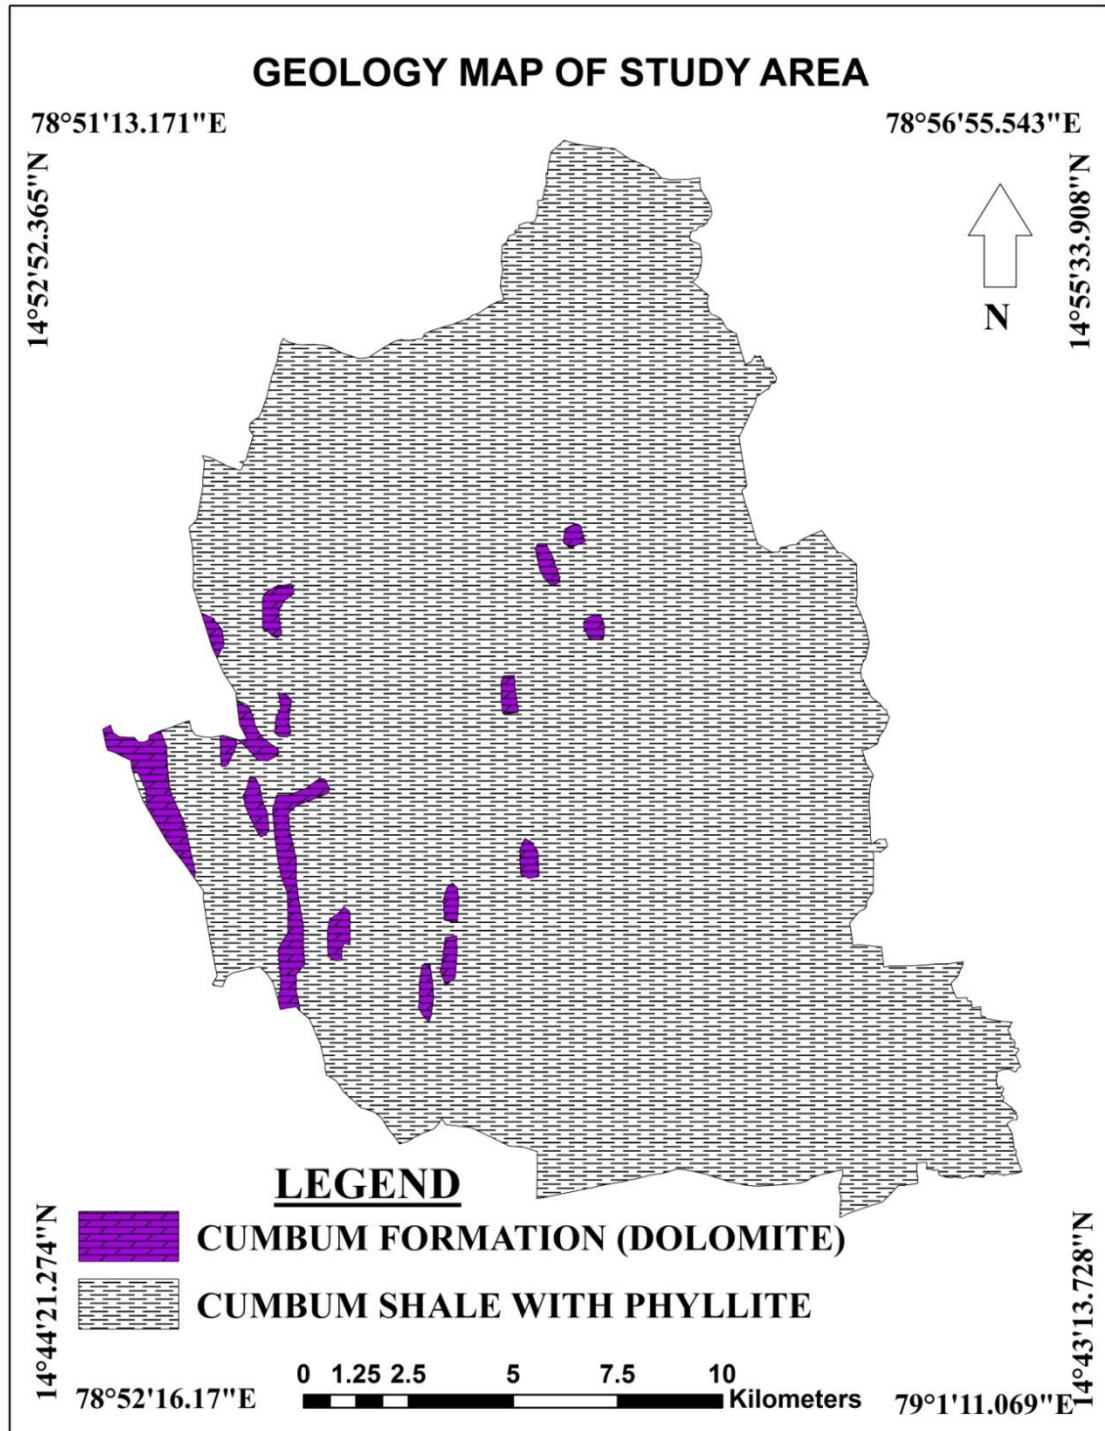 GEOLOGY MAP OF STUDY AREA
78°51'13.171"E
78°56'55.543"E
14°52'52.365"N
14°55'33.908"N
N
LEGEND
CUMBUM FORMATION (DOLOMITE)
CUMBUM SHALE WITH PHYLLITE
14°44'21.274"N
14°43'13.728"N
0 1.25 2.5 5 7.5 10
Kilometers
78°52'16.17"E
79°1'11.069"E